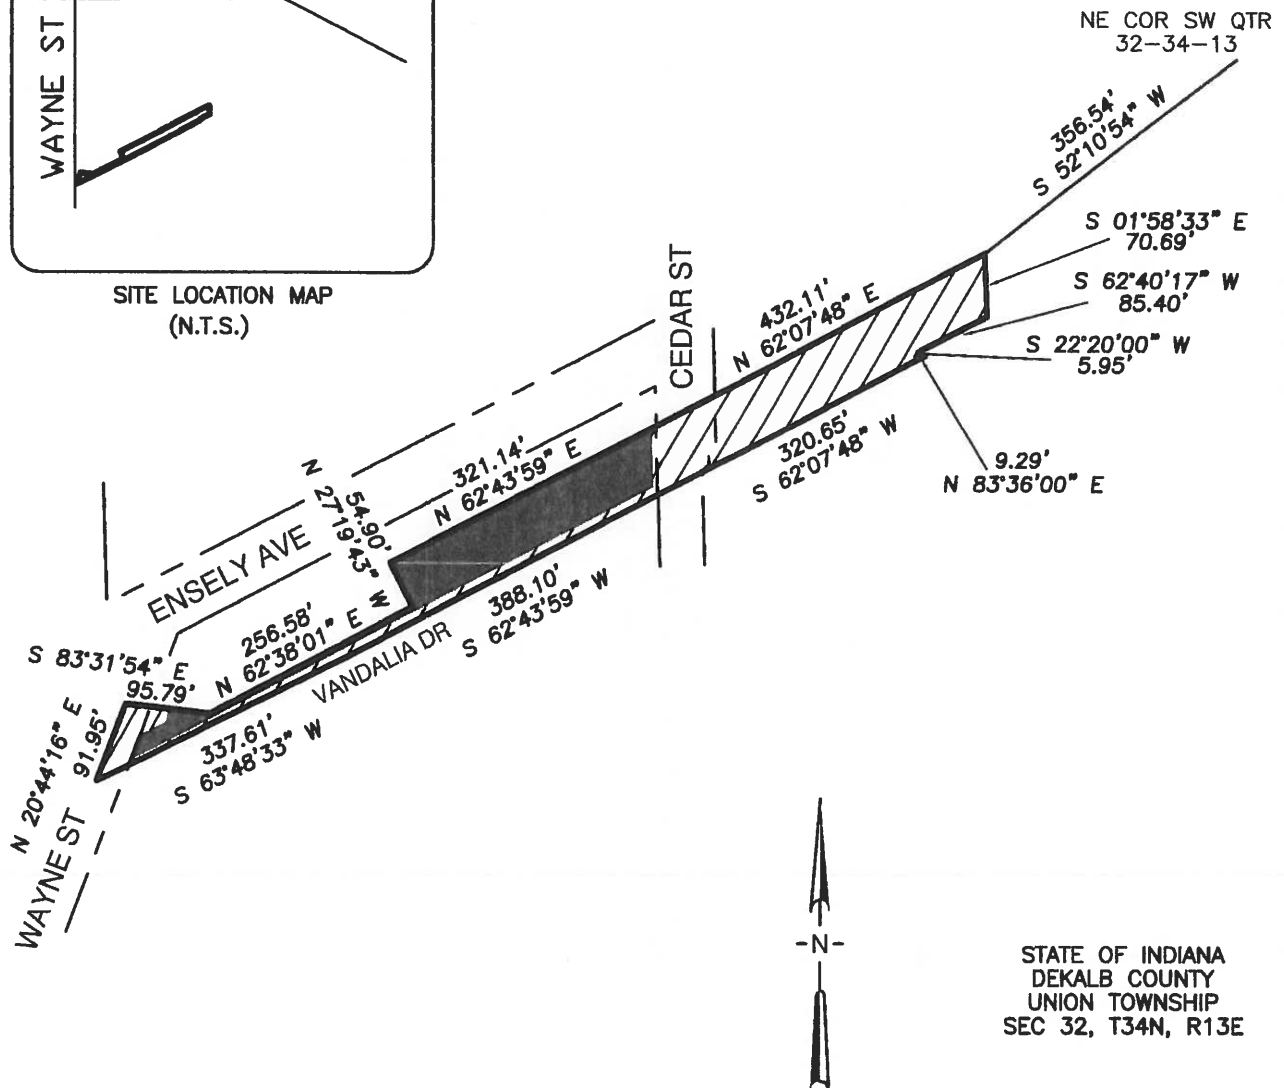 WAYNE ST
SITE LOCATION MAP
(N.T.S.)
NE COR SW QTR
32-34-13
356.54'
S 52°10'54" W
S 01°58'33" E
70.69'
S 62°40'17" W
85.40'
S 22°20'00" W
5.95'
9.29'
N 83°36'00" E
CEDAR ST
432.11'
N 62°07'48" E
320.65'
S 62°07'48" W
321.14'
N 62°43'59" E
54.90'
N 27°19'43" W
ENSELY AVE
388.10'
S 62°43'59" W
256.58'
N 62°38'01" E
VANDALIA DR
S 83°31'54" E
95.79'
N 20°44'16" E
91.95'
337.61'
S 63°48'33" W
WAYNE ST
-N-
STATE OF INDIANA
DEKALB COUNTY
UNION TOWNSHIP
SEC 32, T34N, R13E